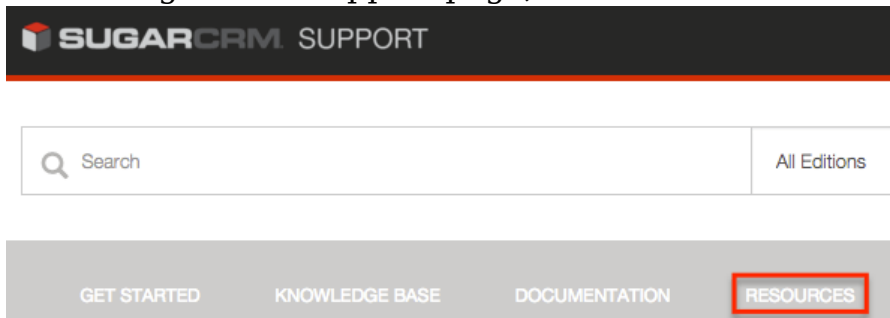 SUGARCRM SUPPORT
Search All Editions
GET STARTED KNOWLEDGE BASE DOCUMENTATION RESOURCES